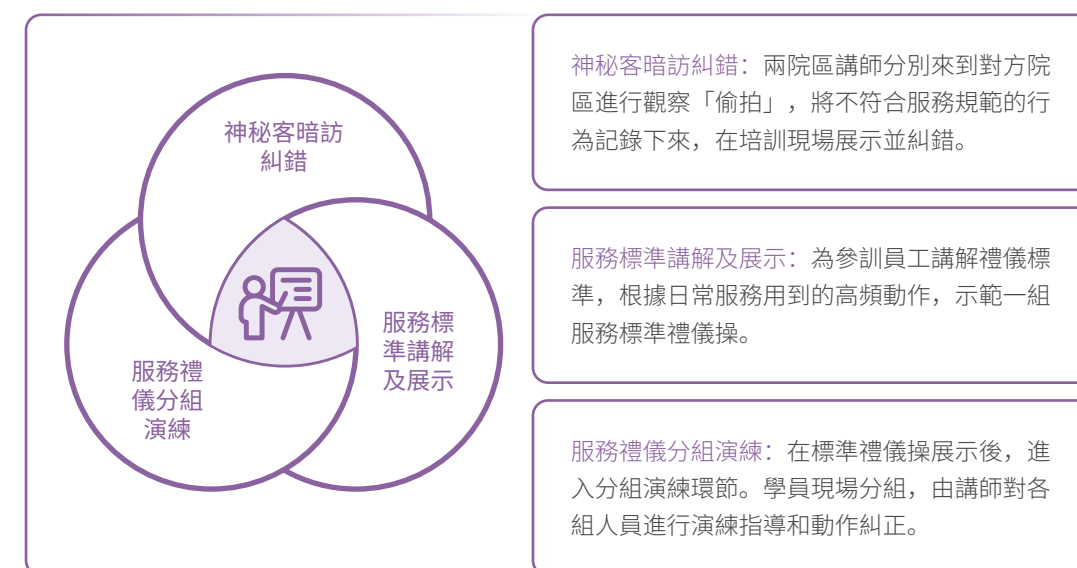 神秘客暗訪
糾錯
服務標
準講解
及展示
服務禮
儀分組
演練
神秘客暗訪糾錯：兩院區講師分別來到對方院
區進行觀察「偷拍」，將不符合服務規範的行
為記錄下來，在培訓現場展示並糾錯。
服務標準講解及展示：為參訓員工講解禮儀標
準，根據日常服務用到的高頻動作，示範一組
服務標準禮儀操。
服務禮儀分組演練：在標準禮儀操展示後，進
入分組演練環節。學員現場分組，由講師對各
組人員進行演練指導和動作糾正。